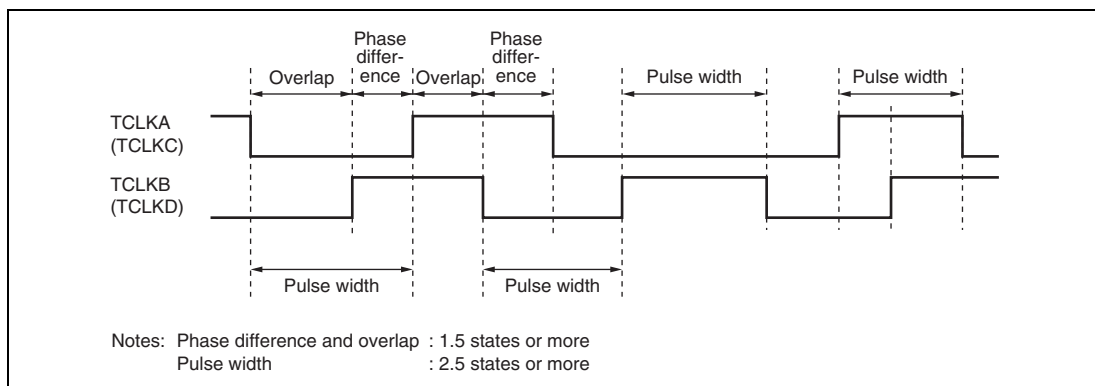 Phase
differ-
ence
Phase
differ-
ence
Overlap
Overlap
Pulse width
Pulse width
TCLKA
(TCLKC)
TCLKB
(TCLKD)
Pulse width
Pulse width
Notes: Phase difference and overlap : 1.5 states or more
Pulse width : 2.5 states or more